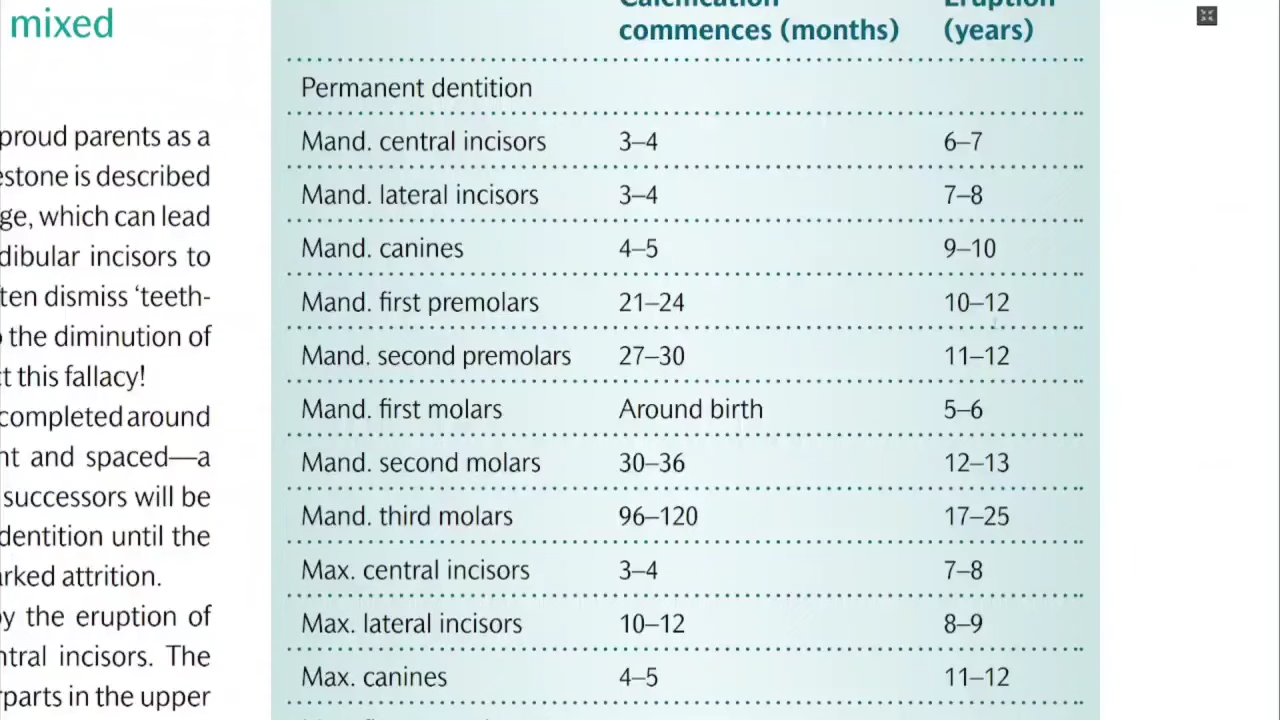 mixed
proud parents as a
estone is described
ge, which can lead
dibular incisors to
ten dismiss ‘teeth-
the diminution of
t this fallacy!
completed around
nt and spaced—a
successors will be
dentition until the
arked attrition.
y the eruption of
ntral incisors. The
rparts in the upper
Calcification Eruption
commences (months) (years)
Permanent dentition
Mand. central incisors 3–4 6–7
Mand. lateral incisors 3–4 7–8
Mand. canines 4–5 9–10
Mand. first premolars 21–24 10–12
Mand. second premolars 27–30 11–12
Mand. first molars Around birth 5–6
Mand. second molars 30–36 12–13
Mand. third molars 96–120 17–25
Max. central incisors 3–4 7–8
Max. lateral incisors 10–12 8–9
Max. canines 4–5 11–12